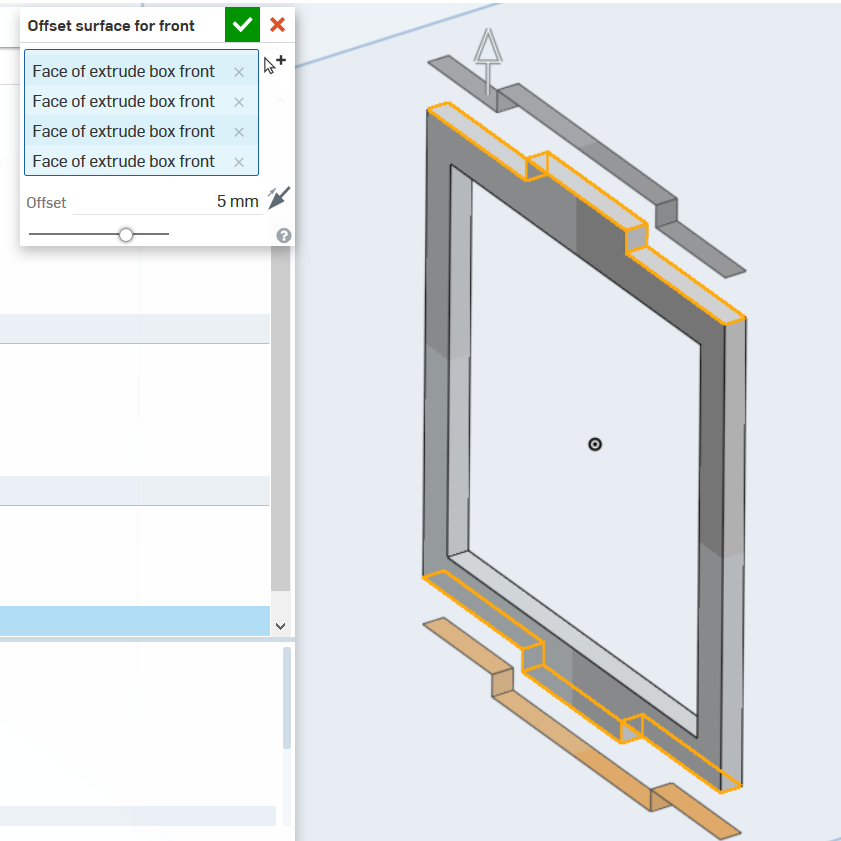 Offset surface for front
Face of extrude box front
Face of extrude box front
Face of extrude box front
Face of extrude box front
Offset 5 mm
?